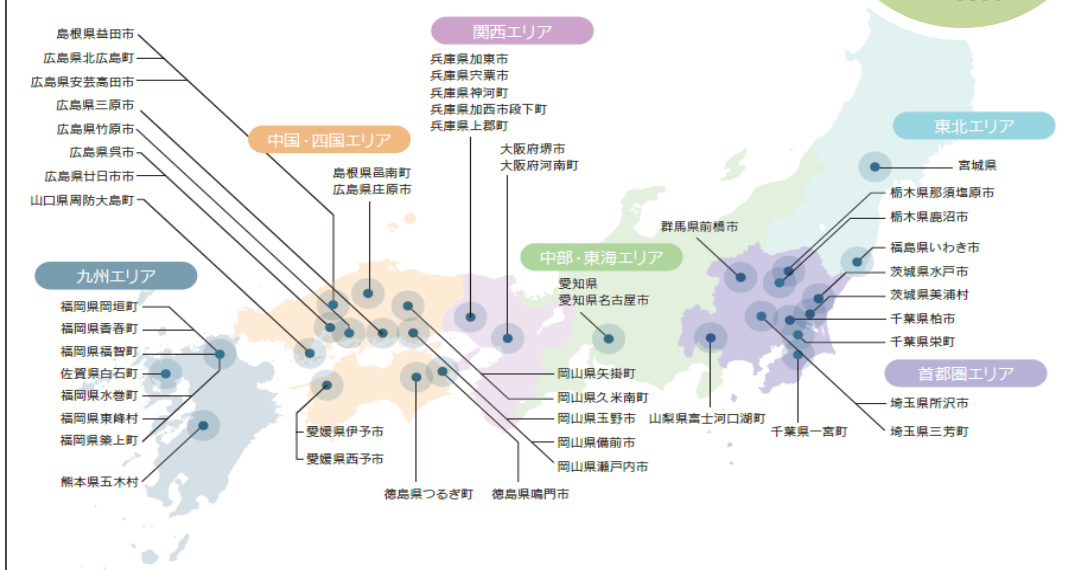 島根県益田市
広島県北広島町
広島県安芸高田市
広島県三原市
広島県竹原市
広島県呉市
広島県廿日市市
山口県周防大島町
中国・四国エリア
島根県邑南町
広島県庄原市
関西エリア
兵庫県加東市
兵庫県宍粟市
兵庫県神河町
兵庫県加西市段下町
兵庫県上郡町
大阪府堺市
大阪府河南町
東北エリア
宮城県
栃木県那須塩原市
栃木県鹿沼市
群馬県前橋市
福島県いわき市
茨城県水戸市
茨城県美浦村
千葉県柏市
千葉県栄町
中部・東海エリア
愛知県
愛知県名古屋市
首都圏エリア
埼玉県所沢市
埼玉県三芳町
山梨県富士河口湖町
千葉県一宮町
九州エリア
福岡県岡垣町
福岡県香春町
福岡県福智町
佐賀県白石町
福岡県水巻町
福岡県東峰村
福岡県築上町
熊本県五木村
愛媛県伊予市
愛媛県西予市
岡山県矢掛町
岡山県久米南町
岡山県玉野市
岡山県備前市
岡山県瀬戸内市
徳島県つるぎ町
徳島県鳴門市